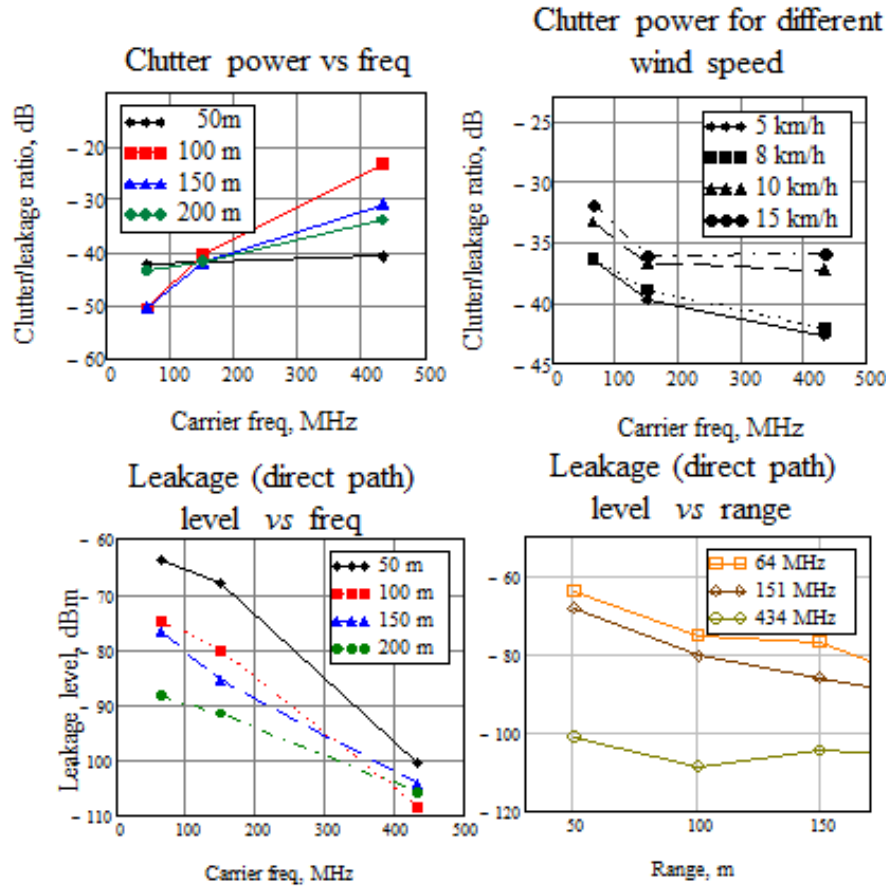 Clutter power vs freq
Clutter/leakage ratio, dB
− 20
− 30
− 40
− 50
− 60
50m
100 m
150 m
200 m
0 100 200 300 400 500
Carrier freq, MHz
Clutter power for different
wind speed
Clutter/leakage ratio, dB
− 25
− 30
− 35
− 40
− 45
5 km/h
8 km/h
10 km/h
15 km/h
0 100 200 300 400 500
Carrier freq, MHz
Leakage (direct path)
level vs freq
Leakage, level, dBm
− 60
− 70
− 80
− 90
− 100
− 110
50 m
100 m
150 m
200 m
0 100 200 300 400 500
Carrier freq, MHz
Leakage (direct path)
level vs range
− 60
− 80
− 100
− 120
64 MHz
151 MHz
434 MHz
50 100 150
Range, m